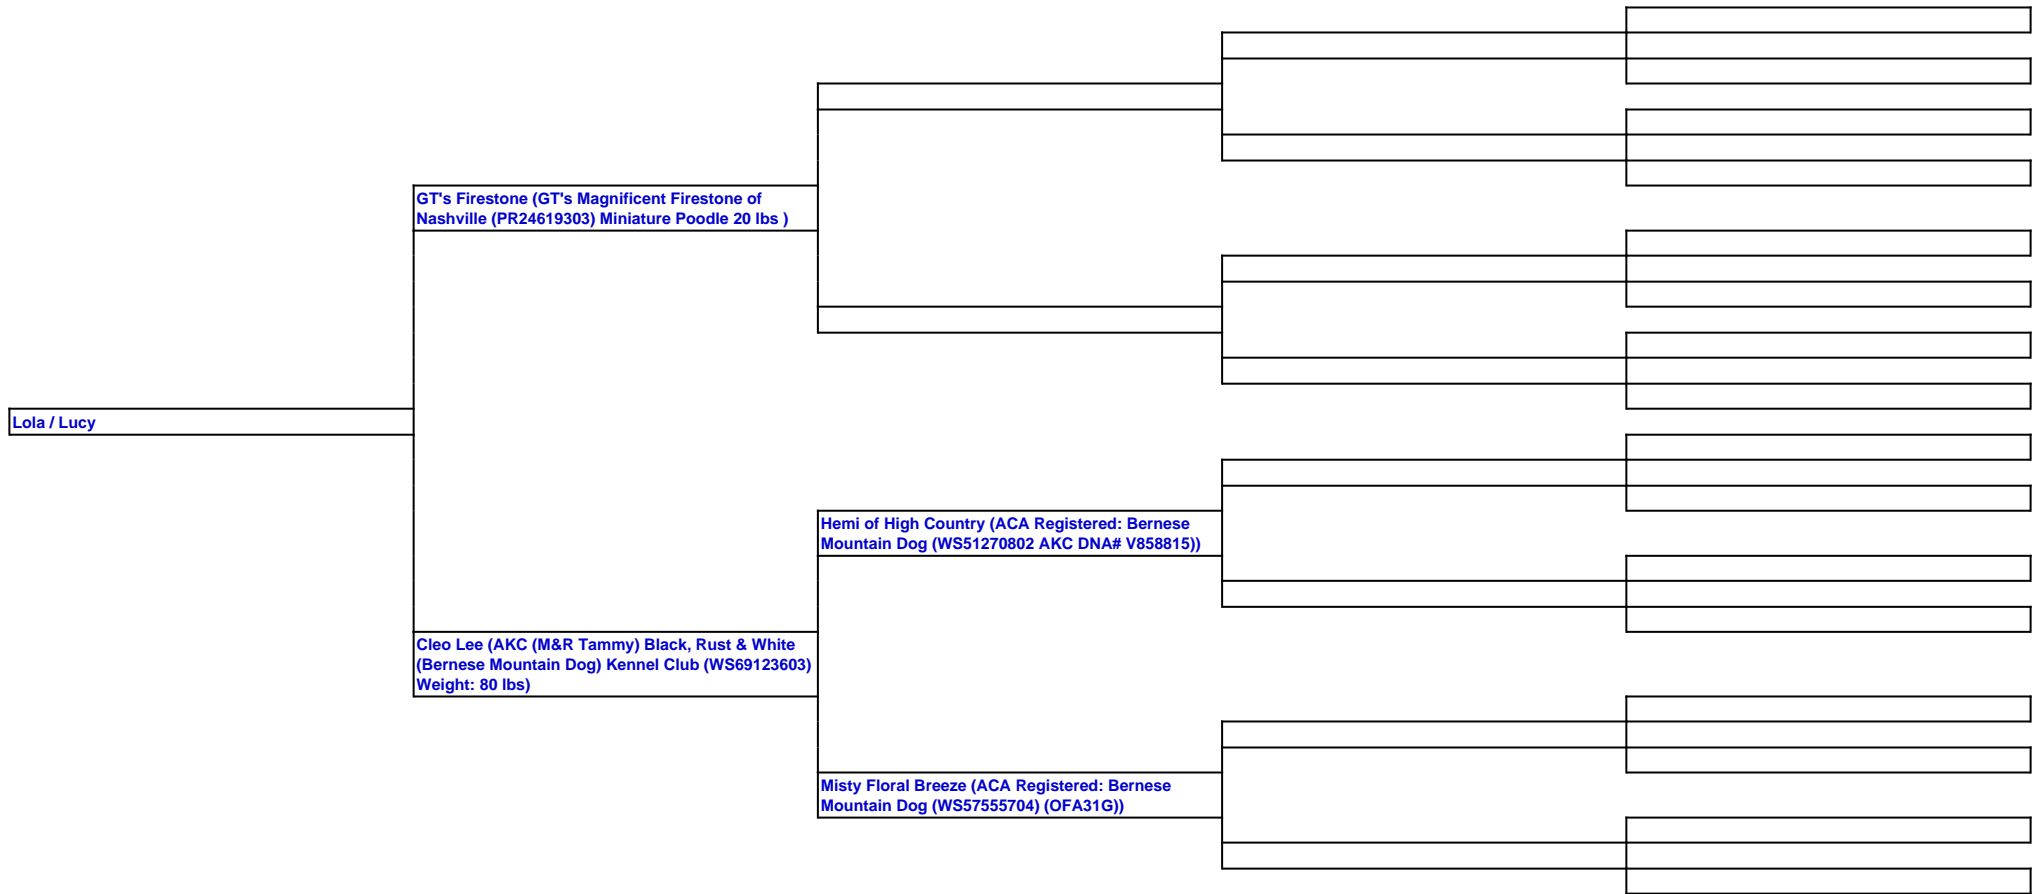 GT's Firestone (GT's Magnificent Firestone of
Nashville (PR24619303) Miniature Poodle 20 lbs )
Lola / Lucy
Hemi of High Country (ACA Registered: Bernese
Mountain Dog (WS51270802 AKC DNA# V858815))
Cleo Lee (AKC (M&R Tammy) Black, Rust & White
(Bernese Mountain Dog) Kennel Club (WS69123603)
Weight: 80 lbs)
Misty Floral Breeze (ACA Registered: Bernese
Mountain Dog (WS57555704) (OFA31G))